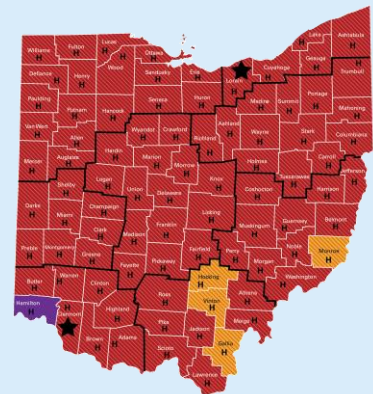 Williams
H
Fulton
H
Lucas
H
Wood
H
Ottawa
H
Defiance
H
Henry
H
Sandusky
H
Erie
H
Lorain
H
Cuyahoga
H
Lake
H
Geauga
H
Ashtabula
H
Trumbull
H
Paulding
H
Putnam
H
Hancock
H
Seneca
H
Huron
H
Medina
H
Summit
H
Portage
H
Mahoning
H
Van Wert
H
Allen
H
Wyandot
H
Crawford
H
Richland
H
Ashland
H
Wayne
H
Stark
H
Columbiana
H
Mercer
H
Auglaize
H
Hardin
H
Marion
H
Morrow
H
Holmes
H
Tuscarawas
H
Carroll
H
Jefferson
H
Shelby
H
Logan
H
Union
H
Delaware
H
Knox
H
Coshocton
H
Harrison
H
Darke
H
Miami
H
Champaign
H
Clark
H
Madison
H
Franklin
H
Licking
H
Muskingum
H
Guernsey
H
Belmont
H
Preble
H
Montgomery
H
Greene
H
Fayette
H
Pickaway
H
Fairfield
H
Perry
H
Morgan
H
Noble
H
Monroe
H
Butler
H
Warren
H
Clinton
H
Ross
H
Hocking
H
Athens
H
Washington
H
Hamilton
H
Clermont
H
Highland
H
Pike
H
Vinton
H
Meigs
H
Brown
H
Adams
H
Scioto
H
Jackson
H
Gallia
H
Lawrence
H